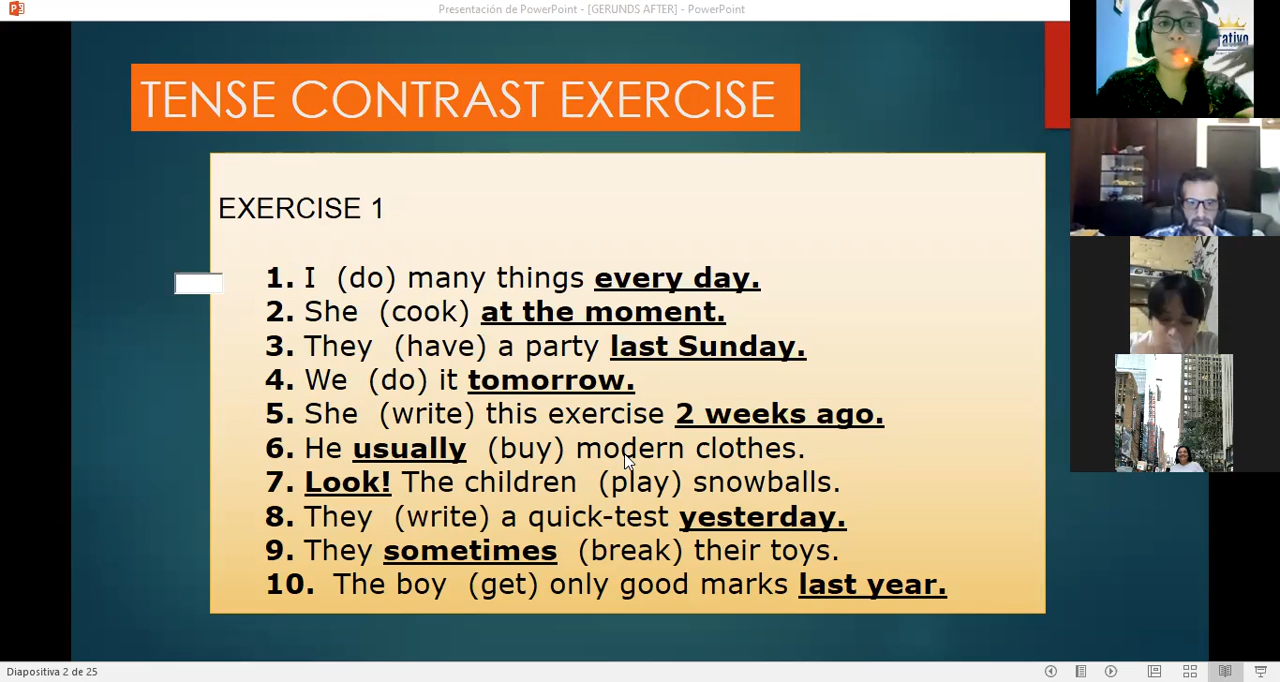 Presentación de PowerPoint - [GERUNDS AFTER] - PowerPoint
rativo
TENSE CONTRAST EXERCISE
EXERCISE 1
1. I (do) many things every day.
2. She (cook) at the moment.
3. They (have) a party last Sunday.
4. We (do) it tomorrow.
5. She (write) this exercise 2 weeks ago.
6. He usually (buy) modern clothes.
7. Look! The children (play) snowballs.
8. They (write) a quick-test yesterday.
9. They sometimes (break) their toys.
10. The boy (get) only good marks last year.
Diapositiva 2 de 25